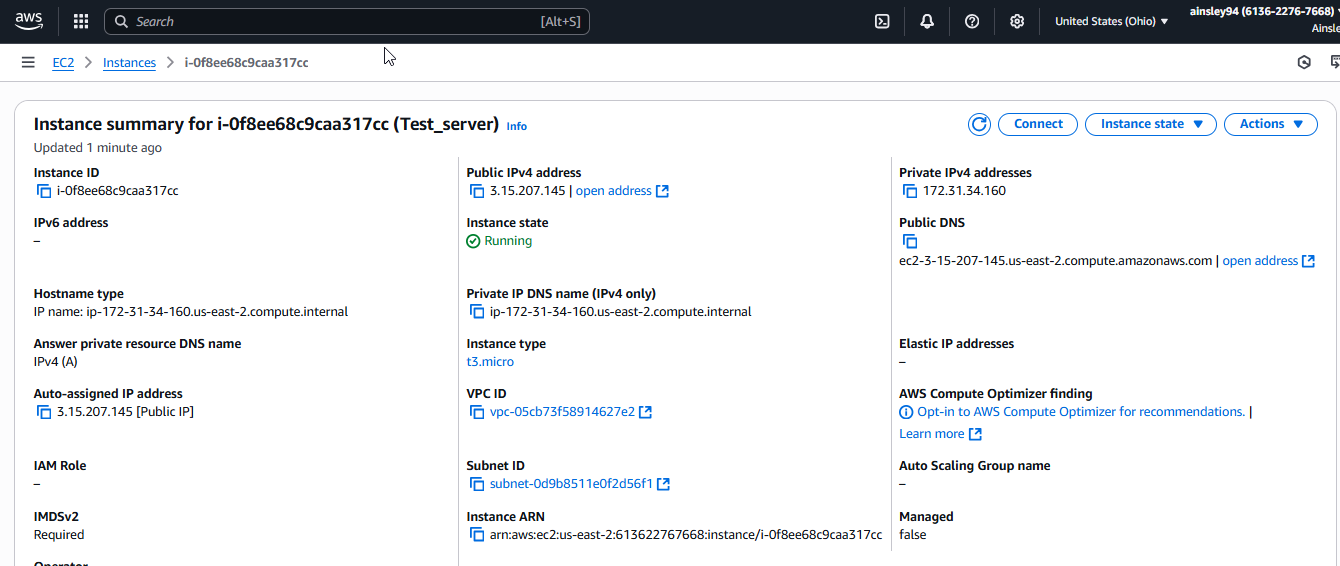 aws
Search [Alt+S]
United States (Ohio)
ainsley94 (6136-2276-7668)
EC2 Instances i-0f8ee68c9caa317cc
Instance summary for i-0f8ee68c9caa317cc (Test_server) Info
Connect Instance state Actions
Updated 1 minute ago
Instance ID
i-0f8ee68c9caa317cc
Public IPv4 address
3.15.207.145 | open address
Private IPv4 addresses
172.31.34.160
IPv6 address
–
Instance state
Running
Public DNS
ec2-3-15-207-145.us-east-2.compute.amazonaws.com | open address
Hostname type
IP name: ip-172-31-34-160.us-east-2.compute.internal
Private IP DNS name (IPv4 only)
ip-172-31-34-160.us-east-2.compute.internal
Answer private resource DNS name
IPv4 (A)
Instance type
t3.micro
Elastic IP addresses
–
Auto-assigned IP address
3.15.207.145 [Public IP]
VPC ID
vpc-05cb73f58914627e2
AWS Compute Optimizer finding
Opt-in to AWS Compute Optimizer for recommendations. |
Learn more
IAM Role
–
Subnet ID
subnet-0d9b8511e0f2d56f1
Auto Scaling Group name
–
IMDSv2
Required
Instance ARN
arn:aws:ec2:us-east-2:613622767668:instance/i-0f8ee68c9caa317cc
Managed
false
Operator